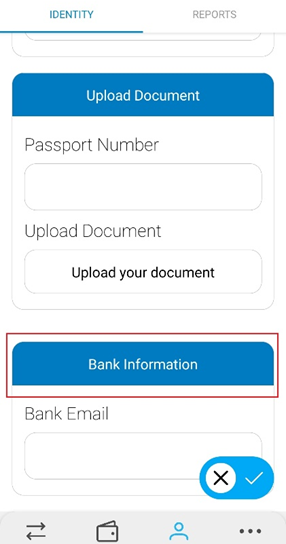 IDENTITY REPORTS
Upload Document
Passport Number
Upload Document
Upload your document
Bank Information
Bank Email